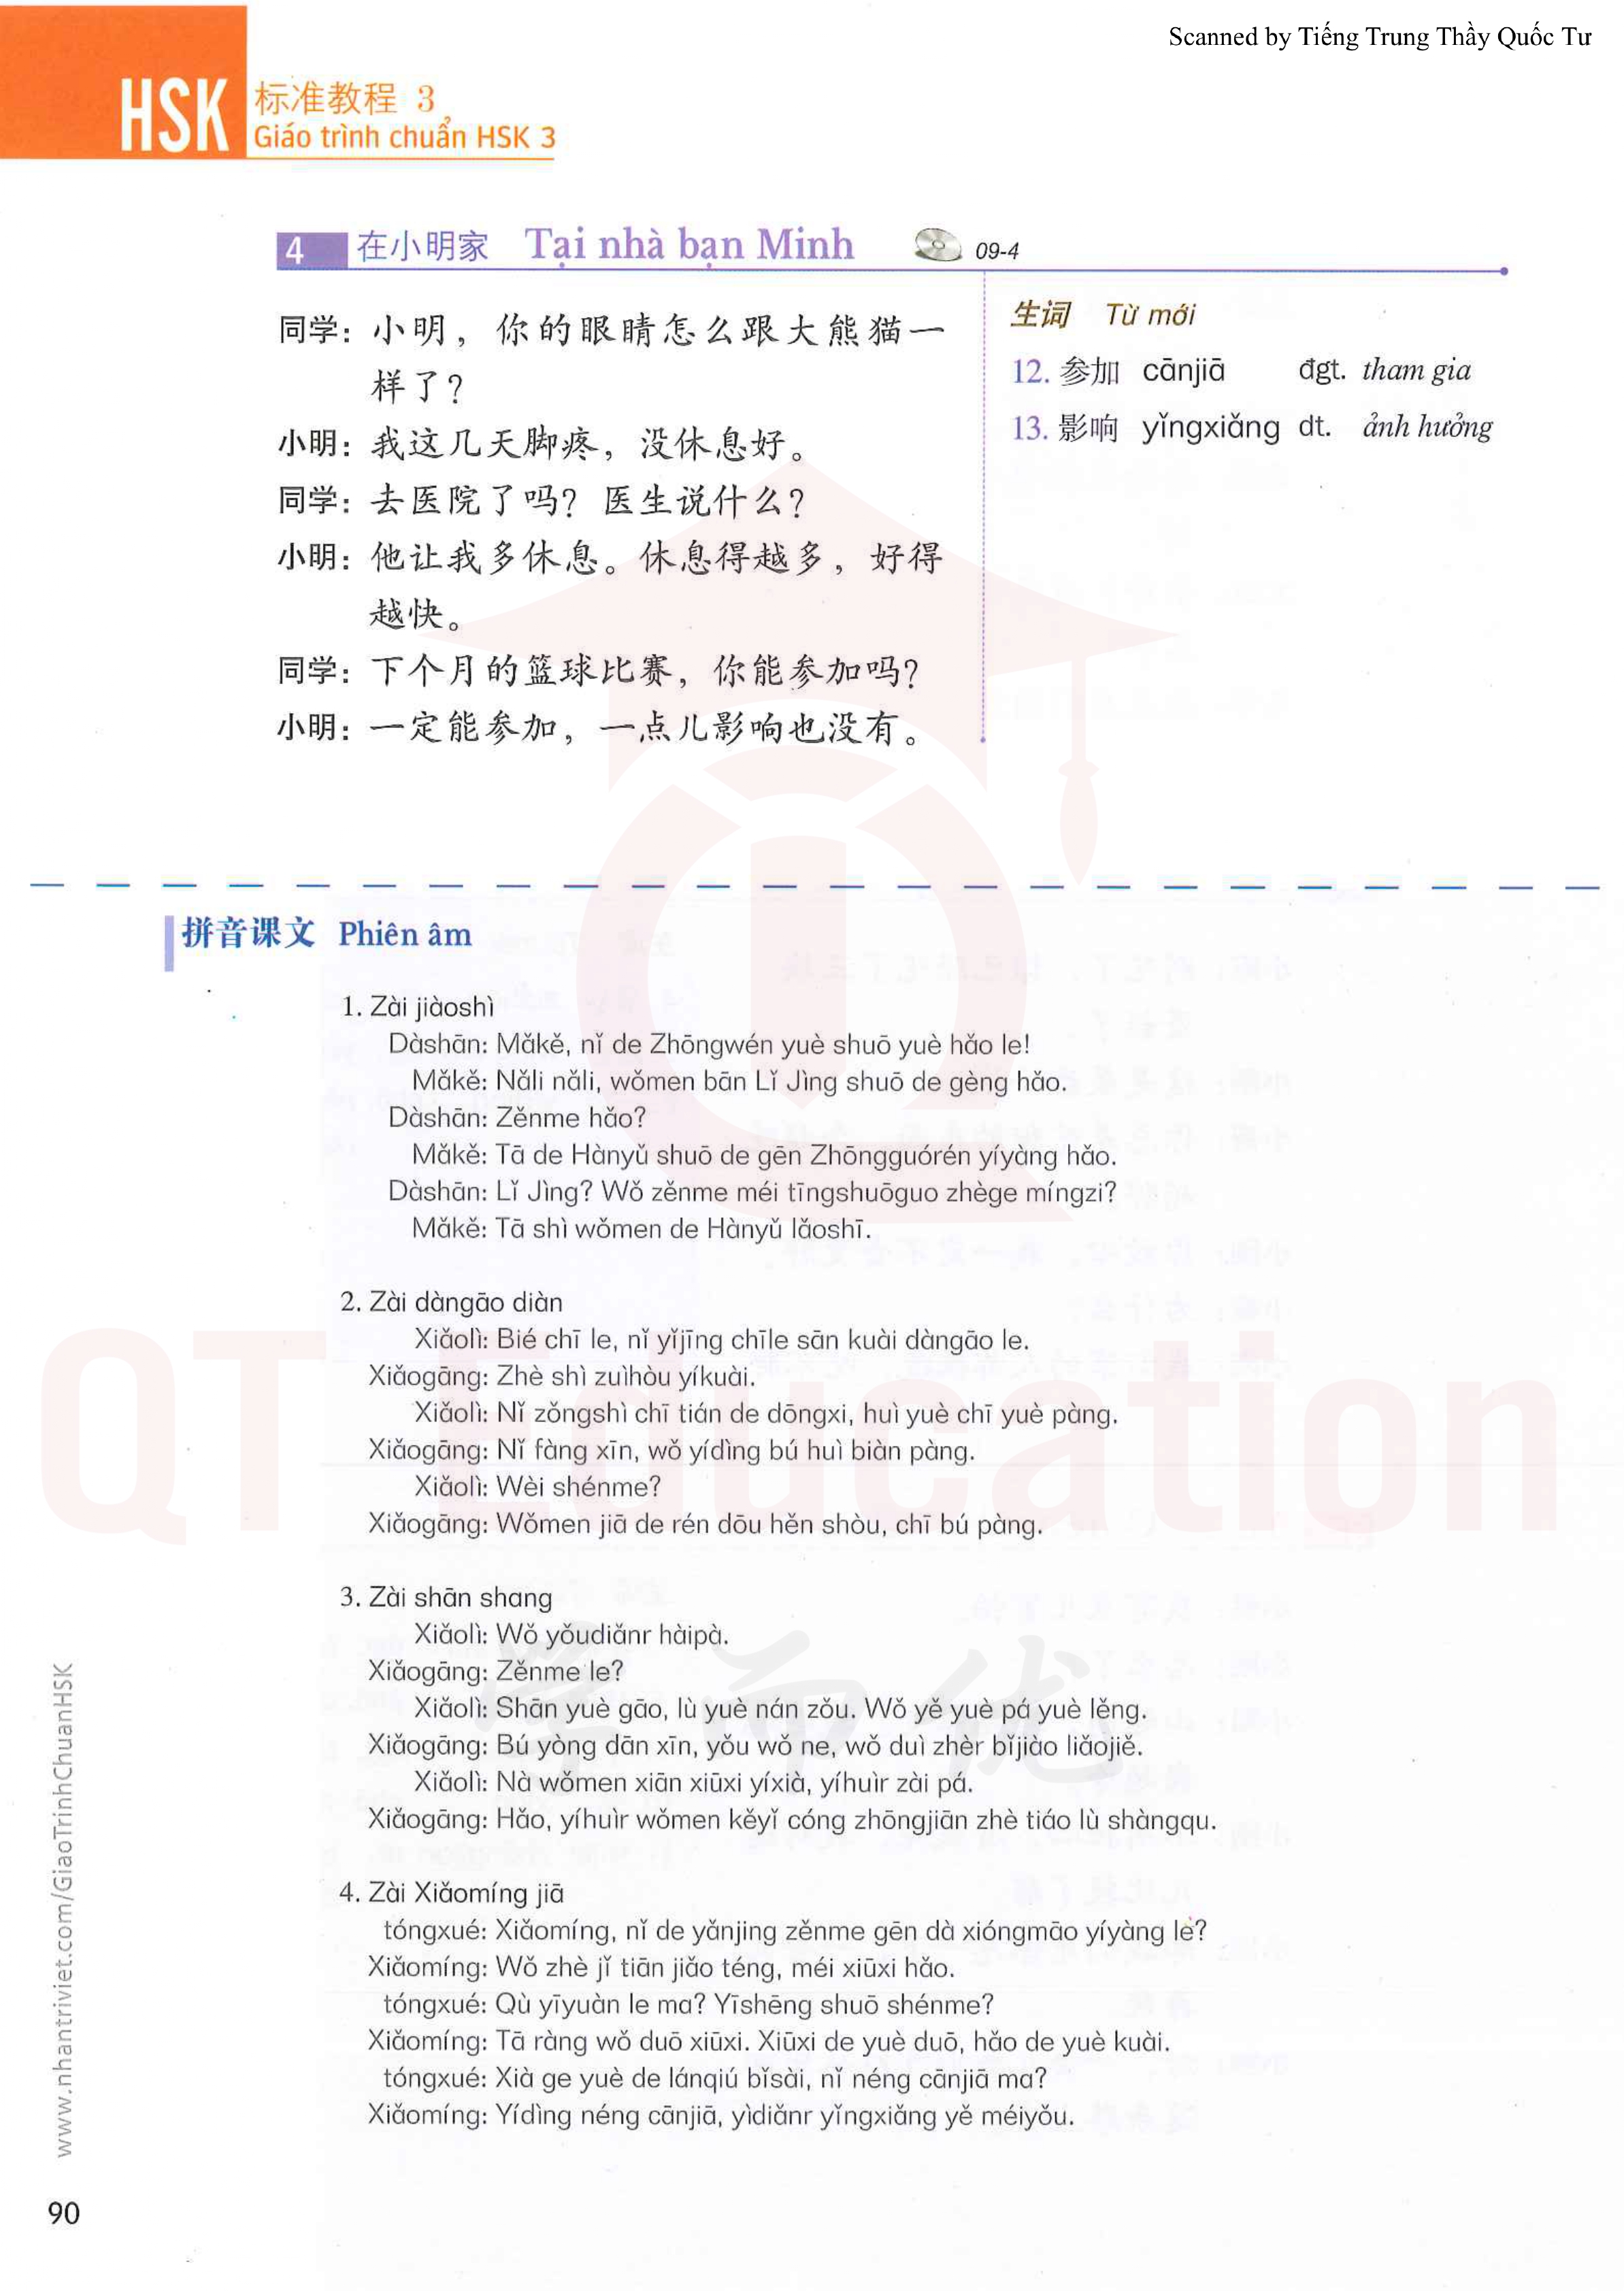 Scanned by Tiếng Trung Thầy Quốc Tư
HSK
标准教程 3
Giáo trình chuẩn HSK 3
4 在小明家 Tại nhà bạn Minh 09-4
同学：小明，你的眼睛怎么跟大熊猫一
样了？
小明：我这几天脚疼，没休息好。
同学：去医院了吗？医生说什么？
小明：他让我多休息。休息得越多，好得
越快。
同学：下个月的篮球比赛，你能参加吗？
小明：一定能参加，一点儿影响也没有。
生词 Từ mới
12. 参加 cānjiā đgt. tham gia
13. 影响 yǐngxiǎng dt. ảnh hưởng
拼音课文 Phiên âm
1. Zài jiàoshì
Dàshān: Mǎkě, nǐ de Zhōngwén yuè shuō yuè hǎo le!
Mǎkě: Nǎli nǎli, wǒmen bān Lǐ Jìng shuō de gèng hǎo.
Dàshān: Zěnme hǎo?
Mǎkě: Tā de Hànyǔ shuō de gēn Zhōngguórén yíyàng hǎo.
Dàshān: Lǐ Jìng? Wǒ zěnme méi tīngshuōguo zhège míngzi?
Mǎkě: Tā shì wǒmen de Hànyǔ lǎoshī.
2. Zài dàngāo diàn
Xiǎolì: Bié chī le, nǐ yǐjīng chīle sān kuài dàngāo le.
Xiǎogāng: Zhè shì zuìhòu yíkuài.
Xiǎolì: Nǐ zǒngshì chī tián de dōngxi, huì yuè chī yuè pàng.
Xiǎogāng: Nǐ fàng xīn, wǒ yídìng bú huì biàn pàng.
Xiǎolì: Wèi shénme?
Xiǎogāng: Wǒmen jiā de rén dōu hěn shòu, chī bú pàng.
3. Zài shān shang
Xiǎolì: Wǒ yǒudiǎnr hàipà.
Xiǎogāng: Zěnme le?
Xiǎolì: Shān yuè gāo, lù yuè nán zǒu. Wǒ yě yuè pá yuè lěng.
Xiǎogāng: Bú yòng dān xīn, yǒu wǒ ne, wǒ duì zhèr bǐjiào liǎojiě.
Xiǎolì: Nà wǒmen xiān xiūxi yíxià, yíhuìr zài pá.
Xiǎogāng: Hǎo, yíhuìr wǒmen kěyǐ cóng zhōngjiān zhè tiáo lù shàngqu.
4. Zài Xiǎomíng jiā
tóngxué: Xiǎomíng, nǐ de yǎnjing zěnme gēn dà xióngmāo yíyàng le?
Xiǎomíng: Wǒ zhè jǐ tiān jiǎo téng, méi xiūxi hǎo.
tóngxué: Qù yīyuàn le ma? Yīshēng shuō shénme?
Xiǎomíng: Tā ràng wǒ duō xiūxi. Xiūxi de yuè duō, hǎo de yuè kuài.
tóngxué: Xià ge yuè de lánqiú bǐsài, nǐ néng cānjiā ma?
Xiǎomíng: Yídìng néng cānjiā, yìdiǎnr yǐngxiǎng yě méiyǒu.
QT Education
学而优
www.nhantriviet.com/GiaoTrinhChuanHSK
90